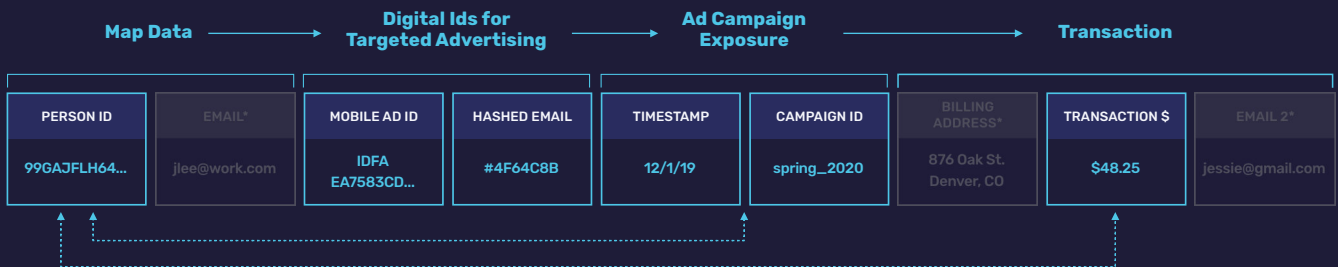 Map Data
Digital Ids for
Targeted Advertising
Ad Campaign
Exposure
Transaction
PERSON ID
EMAIL*
MOBILE AD ID
HASHED EMAIL
TIMESTAMP
CAMPAIGN ID
BILLING
ADDRESS*
TRANSACTION $
EMAIL 2*
99GAJFLH64...
jlee@work.com
IDFA
EA7583CD...
#4F64C8B
12/1/19
spring_2020
876 Oak St.
Denver, CO
$48.25
jessie@gmail.com